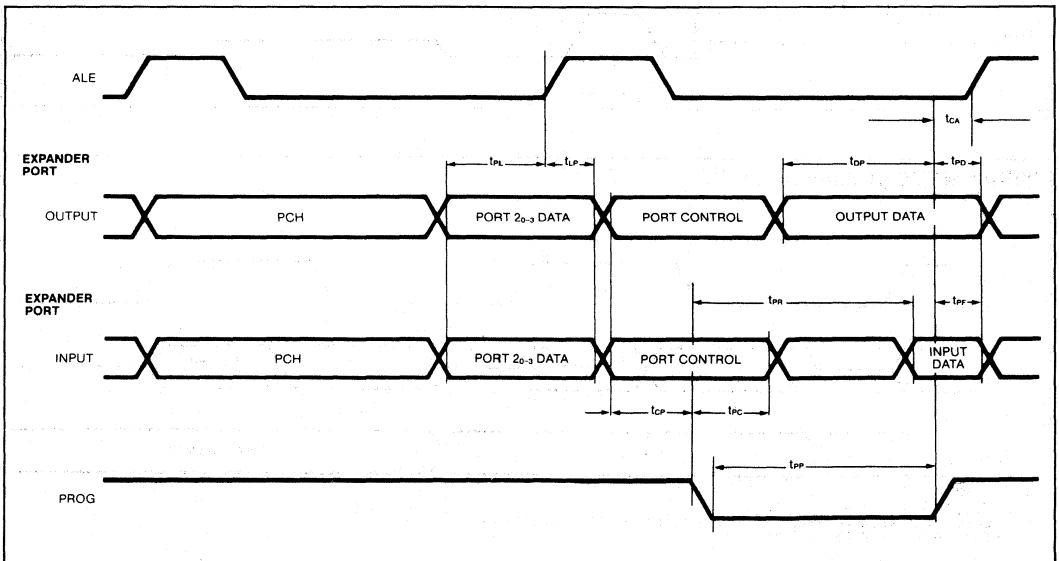 ALE
tCA
EXPANDER
PORT
tPL
tLP
tDP
tPD
OUTPUT
PCH
PORT 20–3 DATA
PORT CONTROL
OUTPUT DATA
EXPANDER
PORT
tPR
tPF
INPUT
PCH
PORT 20–3 DATA
PORT CONTROL
INPUT
DATA
tCP
tPC
tPP
PROG